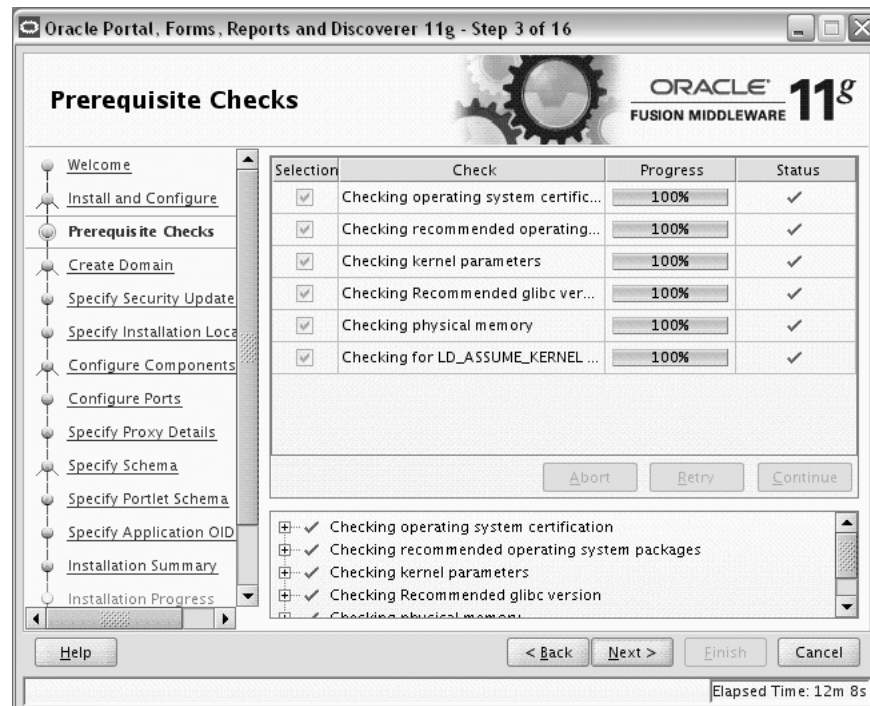 Oracle Portal, Forms, Reports and Discoverer 11g - Step 3 of 16
Prerequisite Checks
ORACLE
FUSION MIDDLEWARE
11g
Welcome
Install and Configure
Prerequisite Checks
Create Domain
Specify Security Update
Specify Installation Loca
Configure Components
Configure Ports
Specify Proxy Details
Specify Schema
Specify Portlet Schema
Specify Application OID
Installation Summary
Installation Progress
Selection Check Progress Status
Checking operating system certific... 100%
Checking recommended operating... 100%
Checking kernel parameters 100%
Checking Recommended glibc ver... 100%
Checking physical memory 100%
Checking for LD_ASSUME_KERNEL ... 100%
Abort Retry Continue
Checking operating system certification
Checking recommended operating system packages
Checking kernel parameters
Checking Recommended glibc version
Checking physical memory
Help < Back Next > Finish Cancel
Elapsed Time: 12m 8s